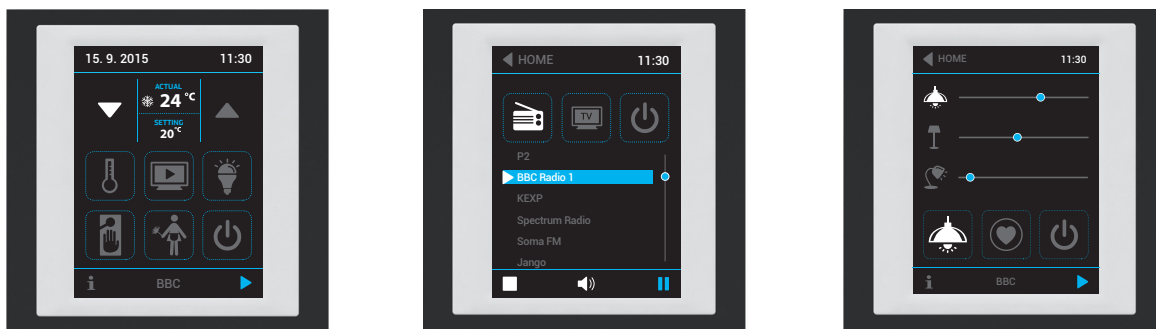 15. 9. 2015 11:30
ACTUAL
24 °C
SETTING
20 °C
i BBC
HOME 11:30
TV
P2
BBC Radio 1
KEXP
Spectrum Radio
Soma FM
Jango
HOME 11:30
i BBC